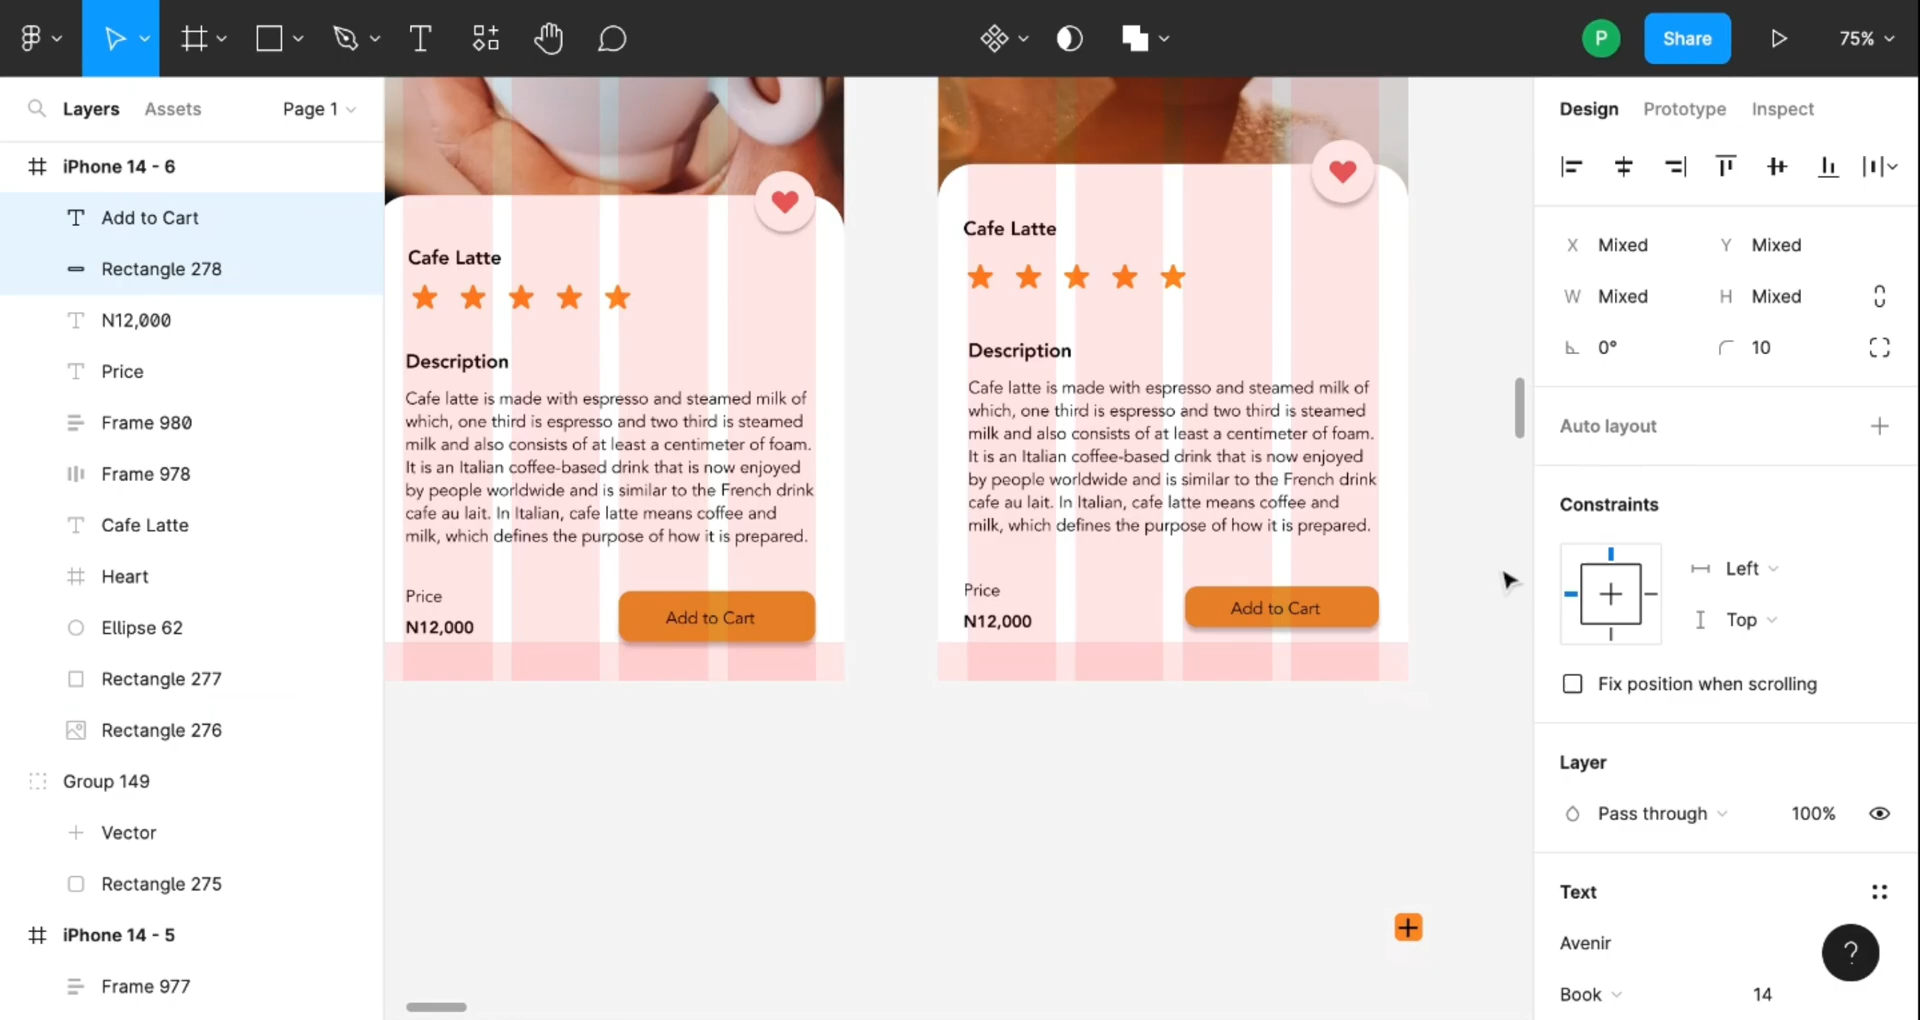 P
Share
75%
Layers
Assets
Page 1
iPhone 14 - 6
Add to Cart
Rectangle 278
N12,000
Price
Frame 980
Frame 978
Cafe Latte
Heart
Ellipse 62
Rectangle 277
Rectangle 276
Group 149
Vector
Rectangle 275
iPhone 14 - 5
Frame 977
Cafe Latte
Description
Cafe latte is made with espresso and steamed milk of
which, one third is espresso and two third is steamed
milk and also consists of at least a centimeter of foam.
It is an Italian coffee-based drink that is now enjoyed
by people worldwide and is similar to the French drink
cafe au lait. In Italian, cafe latte means coffee and
milk, which defines the purpose of how it is prepared.
Price
N12,000
Add to Cart
Cafe Latte
Description
Cafe latte is made with espresso and steamed milk of
which, one third is espresso and two third is steamed
milk and also consists of at least a centimeter of foam.
It is an Italian coffee-based drink that is now enjoyed
by people worldwide and is similar to the French drink
cafe au lait. In Italian, cafe latte means coffee and
milk, which defines the purpose of how it is prepared.
Price
N12,000
Add to Cart
Design
Prototype
Inspect
X Mixed
Y Mixed
W Mixed
H Mixed
0°
10
Auto layout
Constraints
Left
Top
Fix position when scrolling
Layer
Pass through
100%
Text
Avenir
Book
14
?